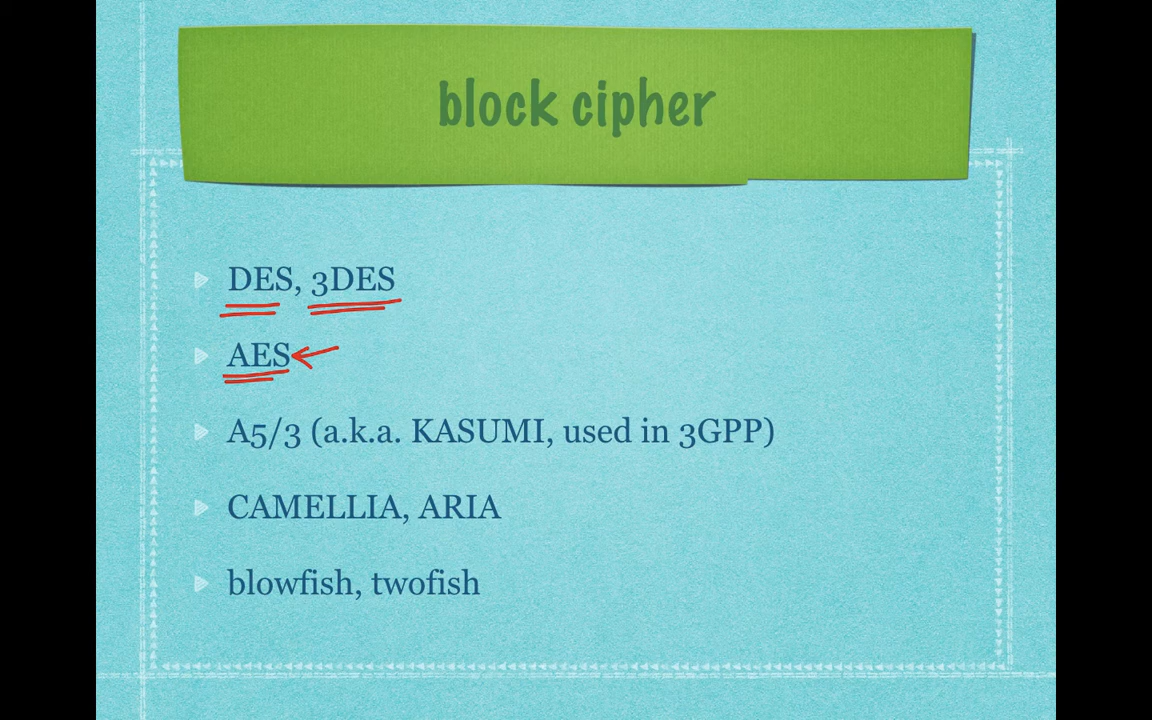 block cipher
DES, 3DES
AES
A5/3 (a.k.a. KASUMI, used in 3GPP)
CAMELLIA, ARIA
blowfish, twofish